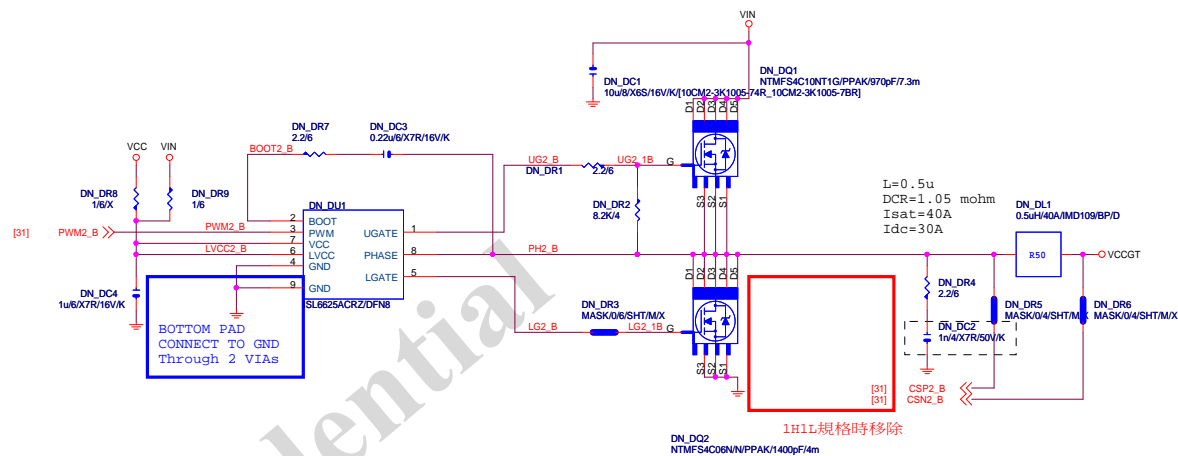 VIN
DN_DC1
10u/8/X6S/16V/K/[10CM2-3K1005-74R_10CM2-3K1005-7BR]
DN_DQ1
NTMFS4C10NT1G/PPAK/970pF/7.3m
D1
D2
D3
D4
D5
G
S3
S2
S1
DN_DR7
2.2/6
DN_DC3
0.22u/6/X7R/16V/K
BOOT2_B
VCC
VIN
DN_DR8
1/6/X
DN_DR9
1/6
DN_DU1
UG2_B
UG2_1B
DN_DR1
2.2/6
DN_DR2
8.2K/4
[31]
PWM2_B
PWM2_B
LVCC2_B
2
BOOT
3
PWM
7
VCC
6
LVCC
4
GND
9
GND
UGATE
1
PHASE
8
LGATE
5
SL6625ACRZ/DFN8
PH2_B
L=0.5u
DCR=1.05 mohm
Isat=40A
Idc=30A
DN_DL1
0.5uH/40A/IMD109/BP/D
R50
VCCGT
DN_DC4
1u/6/X7R/16V/K
BOTTOM PAD
CONNECT TO GND
Through 2 VIAs
DN_DR3
MASK/0/6/SHT/M/X
LG2_B
LG2_1B
G
D1
D2
D3
D4
D5
S3
S2
S1
DN_DR4
2.2/6
DN_DC2
1n/4/X7R/50V/K
DN_DR5
MASK/0/4/SHT/M/X
DN_DR6
MASK/0/4/SHT/M/X
[31]
CSP2_B
[31]
CSN2_B
1H1L規格時移除
DN_DQ2
NTMFS4C06N/N/PPAK/1400pF/4m
dential